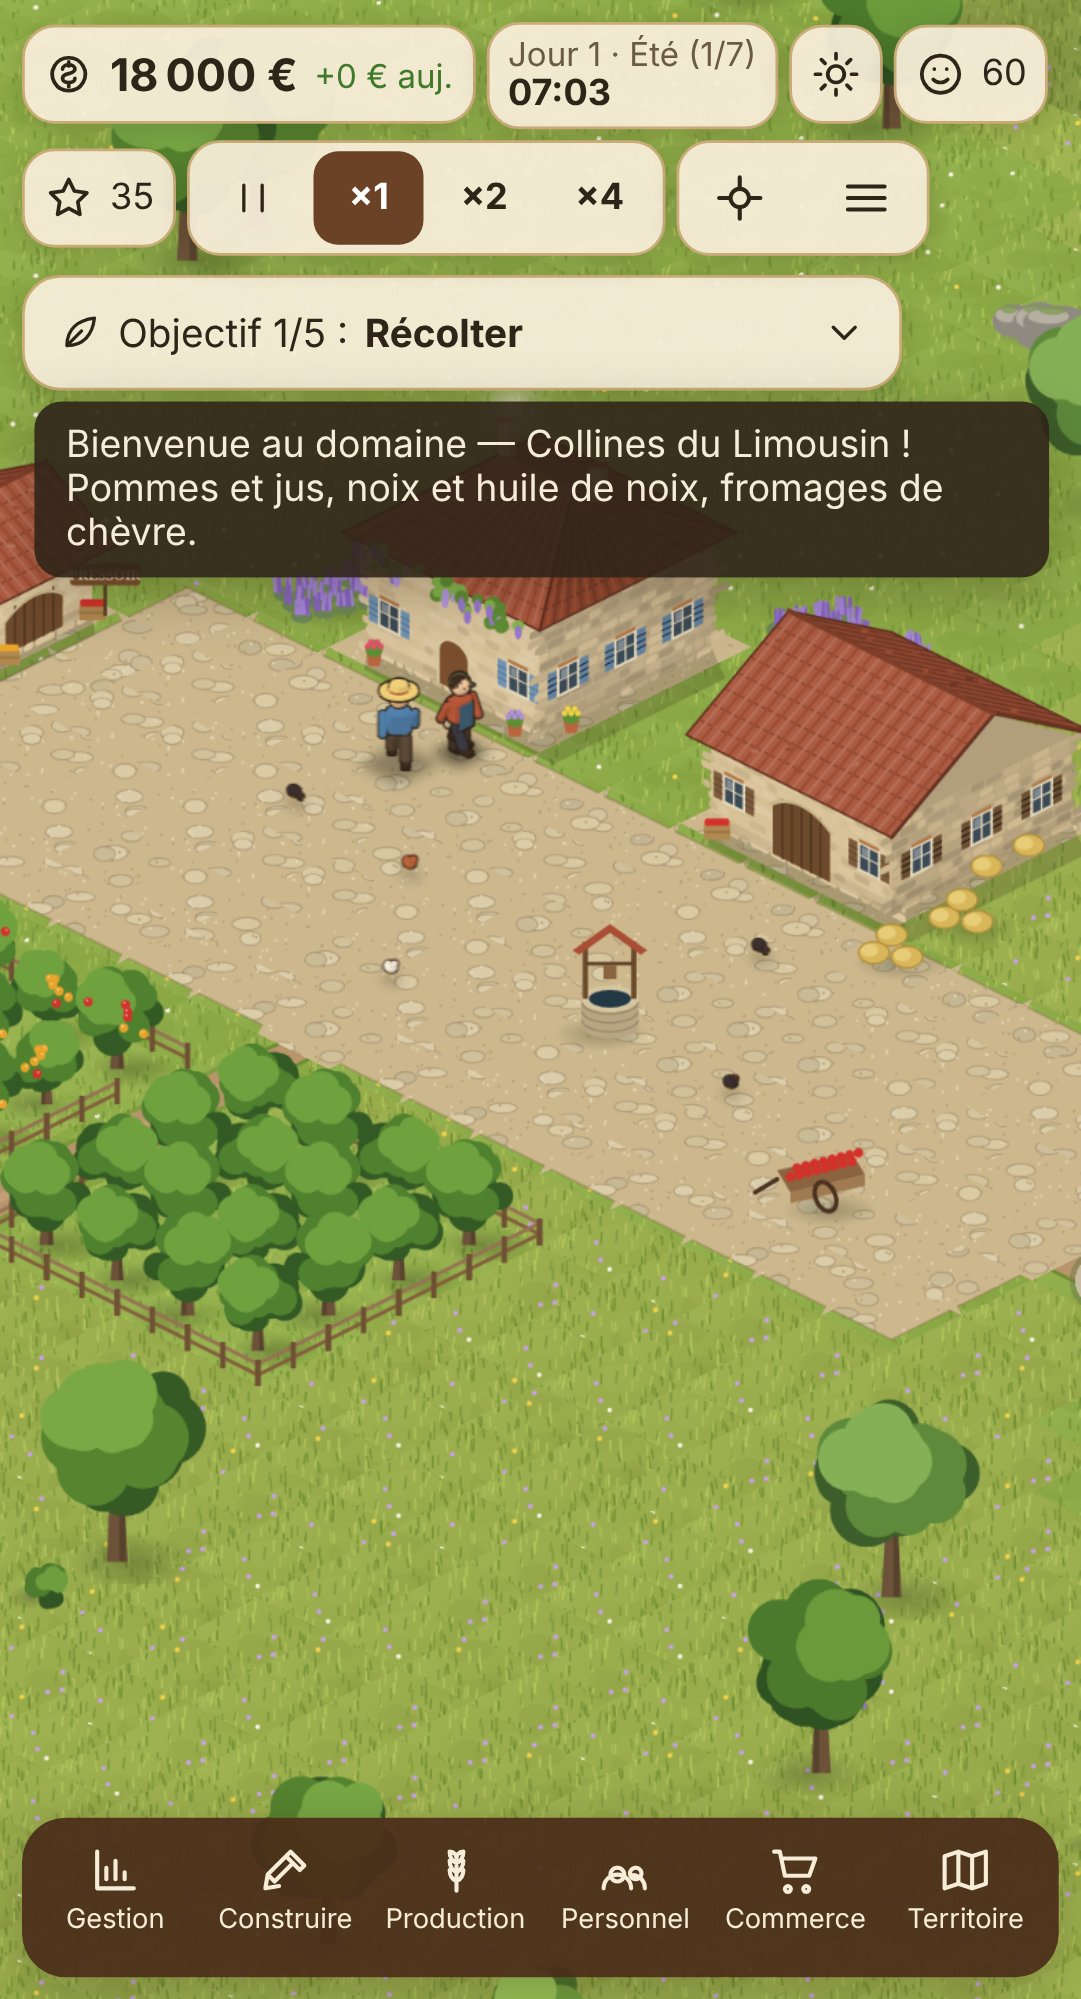 18 000 € +0 € auj.
Jour 1 · Été (1/7)
07:03
60
35
×1 ×2 ×4
Objectif 1/5 : Récolter
Bienvenue au domaine — Collines du Limousin !
Pommes et jus, noix et huile de noix, fromages de
chèvre.
PRESSOIR
Gestion Construire Production Personnel Commerce Territoire